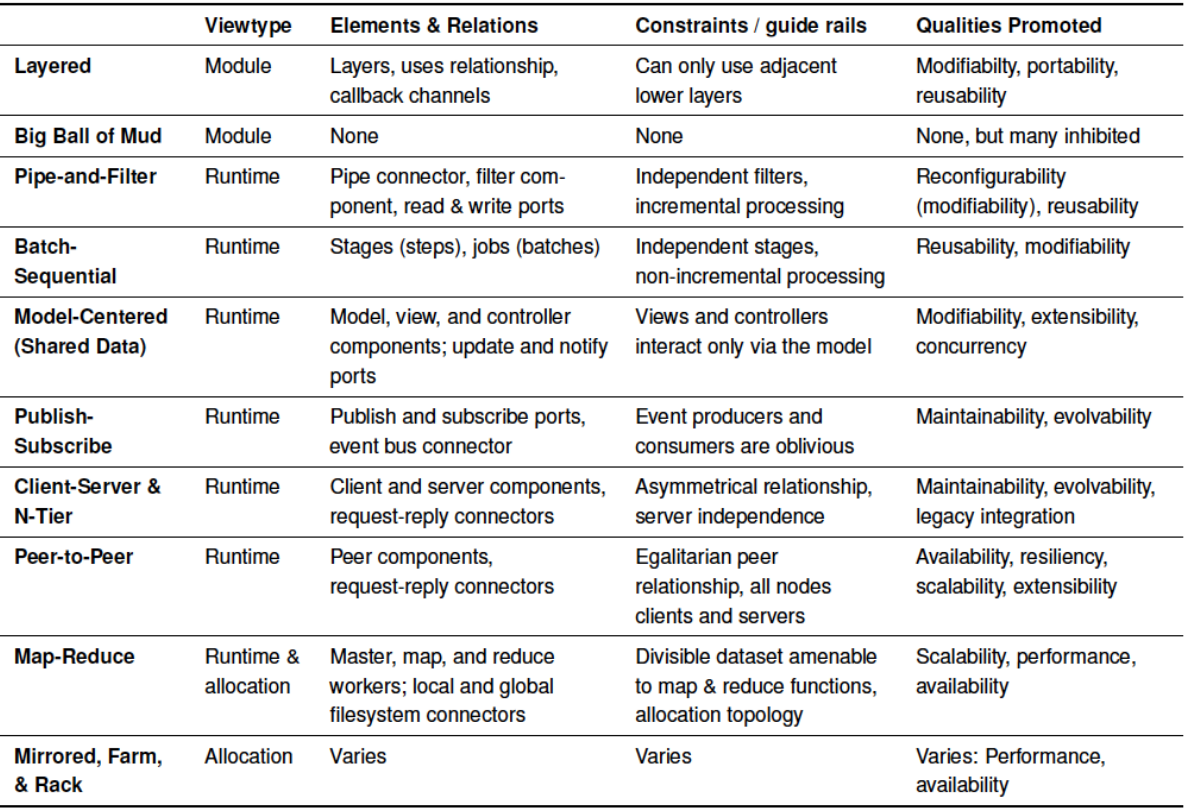 Viewtype Elements & Relations Constraints / guide rails Qualities Promoted
Layered Module Layers, uses relationship, Can only use adjacent Modifiabilty, portability,
callback channels lower layers reusability
Big Ball of Mud Module None None None, but many inhibited
Pipe-and-Filter Runtime Pipe connector, filter com- Independent filters, Reconfigurability
ponent, read & write ports incremental processing (modifiability), reusability
Batch- Runtime Stages (steps), jobs (batches) Independent stages, Reusability, modifiability
Sequential non-incremental processing
Model-Centered Runtime Model, view, and controller Views and controllers Modifiability, extensibility,
(Shared Data) components; update and notify interact only via the model concurrency
ports
Publish- Runtime Publish and subscribe ports, Event producers and Maintainability, evolvability
Subscribe event bus connector consumers are oblivious
Client-Server & Runtime Client and server components, Asymmetrical relationship, Maintainability, evolvability,
N-Tier request-reply connectors server independence legacy integration
Peer-to-Peer Runtime Peer components, Egalitarian peer Availability, resiliency,
request-reply connectors relationship, all nodes scalability, extensibility
clients and servers
Map-Reduce Runtime & Master, map, and reduce Divisible dataset amenable Scalability, performance,
allocation workers; local and global to map & reduce functions, availability
filesystem connectors allocation topology
Mirrored, Farm, Allocation Varies Varies Varies: Performance,
& Rack availability